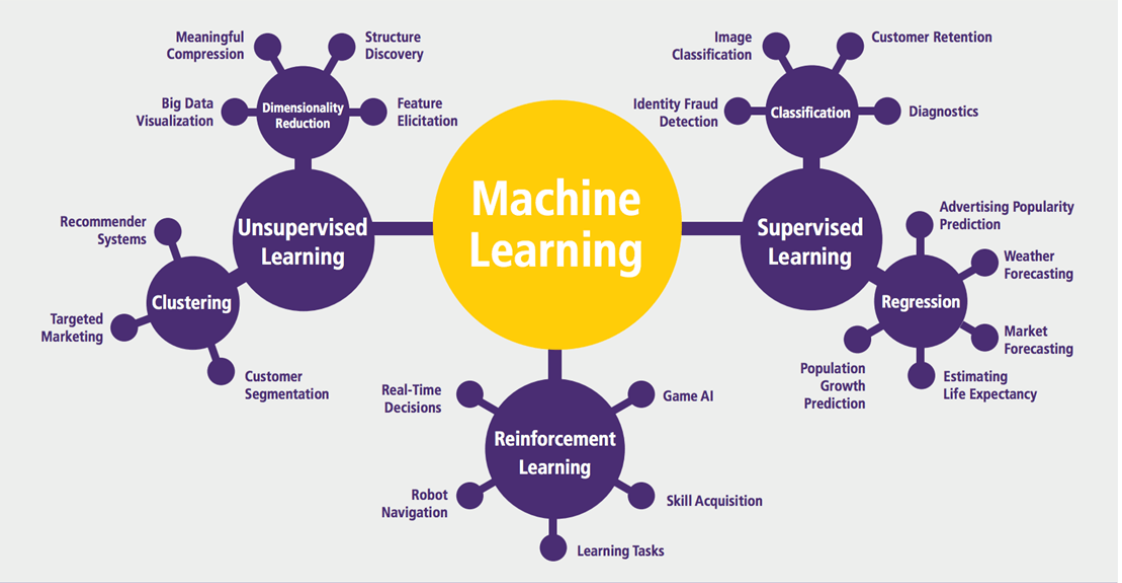 Machine
Learning
Unsupervised
Learning
Dimensionality
Reduction
Meaningful
Compression
Structure
Discovery
Big Data
Visualization
Feature
Elicitation
Clustering
Recommender
Systems
Targeted
Marketing
Customer
Segmentation
Supervised
Learning
Classification
Image
Classification
Customer Retention
Identity Fraud
Detection
Diagnostics
Regression
Advertising Popularity
Prediction
Weather
Forecasting
Market
Forecasting
Population
Growth
Prediction
Estimating
Life Expectancy
Reinforcement
Learning
Real-Time
Decisions
Game AI
Robot
Navigation
Skill Acquisition
Learning Tasks